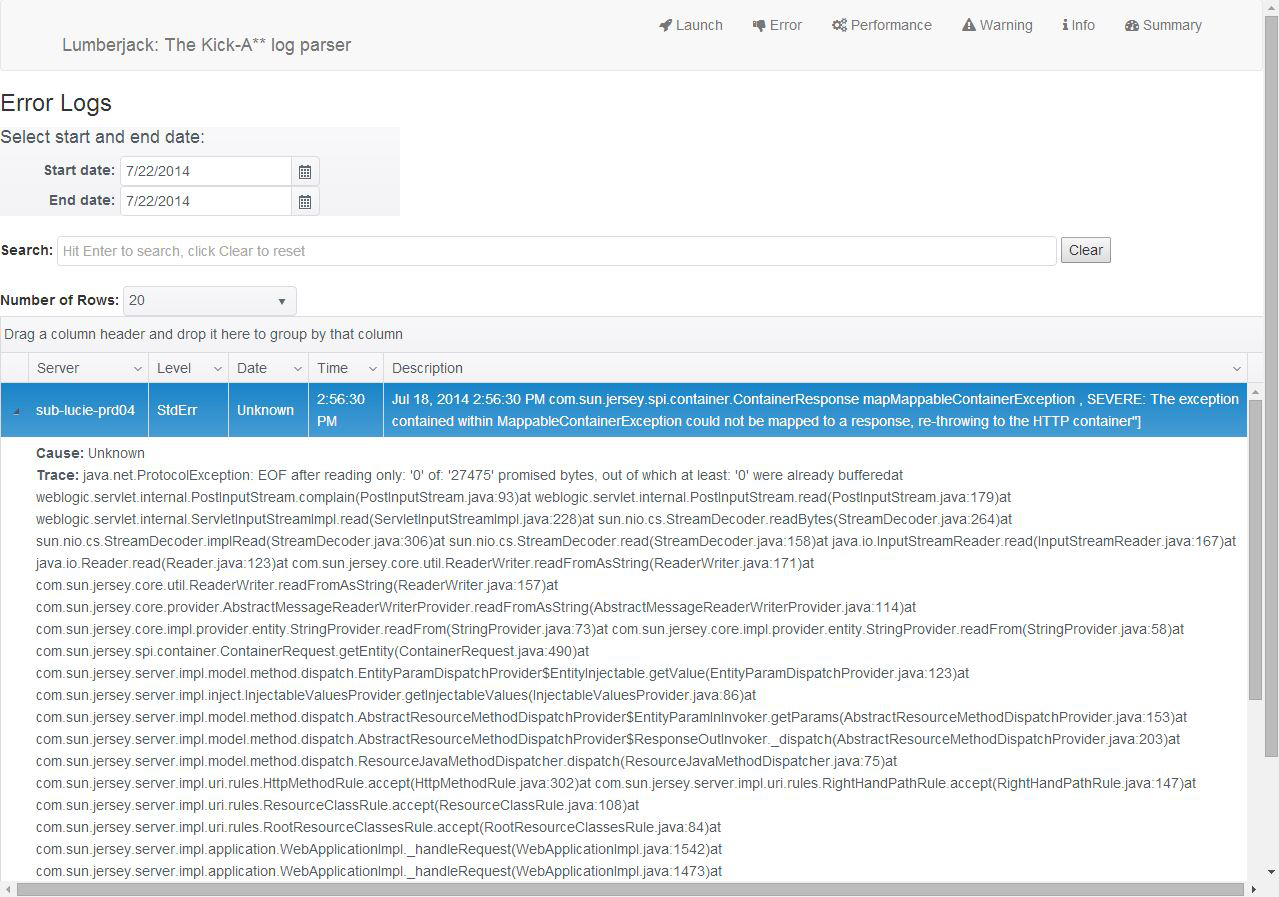 Launch Error Performance Warning Info Summary
Lumberjack: The Kick-A** log parser
Error Logs
Select start and end date:
Start date: 7/22/2014
End date: 7/22/2014
Search: Hit Enter to search, click Clear to reset Clear
Number of Rows: 20
Drag a column header and drop it here to group by that column
Server Level Date Time Description
sub-lucie-prd04 StdErr Unknown 2:56:30 PM Jul 18, 2014 2:56:30 PM com.sun.jersey.spi.container.ContainerResponse mapMappableContainerException , SEVERE: The exception
contained within MappableContainerException could not be mapped to a response, re-throwing to the HTTP container"]
Cause: Unknown
Trace: java.net.ProtocolException: EOF after reading only: '0' of: '27475' promised bytes, out of which at least: '0' were already bufferedat
weblogic.servlet.internal.PostInputStream.complain(PostInputStream.java:93)at weblogic.servlet.internal.PostInputStream.read(PostInputStream.java:179)at
weblogic.servlet.internal.ServletInputStreamImpl.read(ServletInputStreamImpl.java:228)at sun.nio.cs.StreamDecoder.readBytes(StreamDecoder.java:264)at
sun.nio.cs.StreamDecoder.implRead(StreamDecoder.java:306)at sun.nio.cs.StreamDecoder.read(StreamDecoder.java:158)at java.io.InputStreamReader.read(InputStreamReader.java:167)at
java.io.Reader.read(Reader.java:123)at com.sun.jersey.core.util.ReaderWriter.readFromAsString(ReaderWriter.java:171)at
com.sun.jersey.core.util.ReaderWriter.readFromAsString(ReaderWriter.java:157)at
com.sun.jersey.core.provider.AbstractMessageReaderWriterProvider.readFromAsString(AbstractMessageReaderWriterProvider.java:114)at
com.sun.jersey.core.impl.provider.entity.StringProvider.readFrom(StringProvider.java:73)at com.sun.jersey.core.impl.provider.entity.StringProvider.readFrom(StringProvider.java:58)at
com.sun.jersey.spi.container.ContainerRequest.getEntity(ContainerRequest.java:490)at
com.sun.jersey.server.impl.model.method.dispatch.EntityParamDispatchProvider$EntityInjectable.getValue(EntityParamDispatchProvider.java:123)at
com.sun.jersey.server.impl.inject.InjectableValuesProvider.getInjectableValues(InjectableValuesProvider.java:86)at
com.sun.jersey.server.impl.model.method.dispatch.AbstractResourceMethodDispatchProvider$EntityParamInInvoker.getParams(AbstractResourceMethodDispatchProvider.java:153)at
com.sun.jersey.server.impl.model.method.dispatch.AbstractResourceMethodDispatchProvider$ResponseOutInvoker._dispatch(AbstractResourceMethodDispatchProvider.java:203)at
com.sun.jersey.server.impl.model.method.dispatch.ResourceJavaMethodDispatcher.dispatch(ResourceJavaMethodDispatcher.java:75)at
com.sun.jersey.server.impl.uri.rules.HttpMethodRule.accept(HttpMethodRule.java:302)at com.sun.jersey.server.impl.uri.rules.RightHandPathRule.accept(RightHandPathRule.java:147)at
com.sun.jersey.server.impl.uri.rules.ResourceClassRule.accept(ResourceClassRule.java:108)at
com.sun.jersey.server.impl.uri.rules.RootResourceClassesRule.accept(RootResourceClassesRule.java:84)at
com.sun.jersey.server.impl.application.WebApplicationImpl._handleRequest(WebApplicationImpl.java:1542)at
com.sun.jersey.server.impl.application.WebApplicationImpl._handleRequest(WebApplicationImpl.java:1473)at